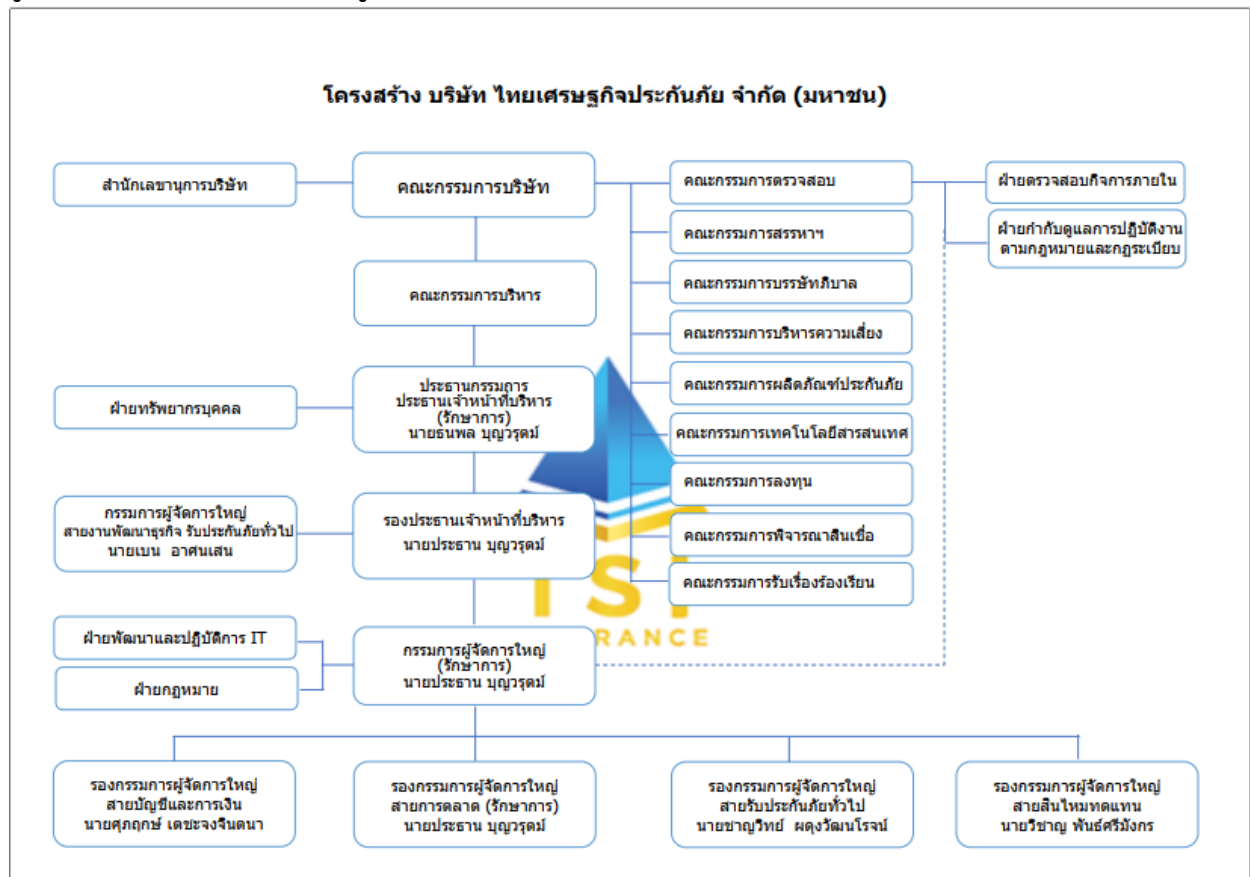 โครงสร้าง บริษัท ไทยเศรษฐกิจประกันภัย จำกัด (มหาชน)
สำนักเลขานุการบริษัท
คณะกรรมการบริษัท
คณะกรรมการตรวจสอบ
ฝ่ายตรวจสอบกิจการภายใน
คณะกรรมการสรรหาฯ
ฝ่ายกำกับดูแลการปฏิบัติงาน
ตามกฎหมายและกฎระเบียบ
คณะกรรมการบริหาร
คณะกรรมการบรรษัทภิบาล
คณะกรรมการบริหารความเสี่ยง
ฝ่ายทรัพยากรบุคคล
ประธานกรรมการ
ประธานเจ้าหน้าที่บริหาร
(รักษาการ)
นายธนพล บุญวรุตม์
คณะกรรมการผลิตภัณฑ์ประกันภัย
คณะกรรมการเทคโนโลยีสารสนเทศ
คณะกรรมการลงทุน
กรรมการผู้จัดการใหญ่
สายงานพัฒนาธุรกิจ รับประกันภัยทั่วไป
นายเบน อาศนเสน
รองประธานเจ้าหน้าที่บริหาร
นายประธาน บุญวรุตม์
คณะกรรมการพิจารณาสินเชื่อ
คณะกรรมการรับเรื่องร้องเรียน
TSI
RANCE
ฝ่ายพัฒนาและปฏิบัติการ IT
ฝ่ายกฎหมาย
กรรมการผู้จัดการใหญ่
(รักษาการ)
นายประธาน บุญวรุตม์
รองกรรมการผู้จัดการใหญ่
สายบัญชีและการเงิน
นายศุภฤกษ์ เตชะจงจินตนา
รองกรรมการผู้จัดการใหญ่
สายการตลาด (รักษาการ)
นายประธาน บุญวรุตม์
รองกรรมการผู้จัดการใหญ่
สายรับประกันภัยทั่วไป
นายชาญวิทย์ ผดุงวัฒนโรจน์
รองกรรมการผู้จัดการใหญ่
สายสินไหมทดแทน
นายวิชาญ พันธ์ศรีมังกร